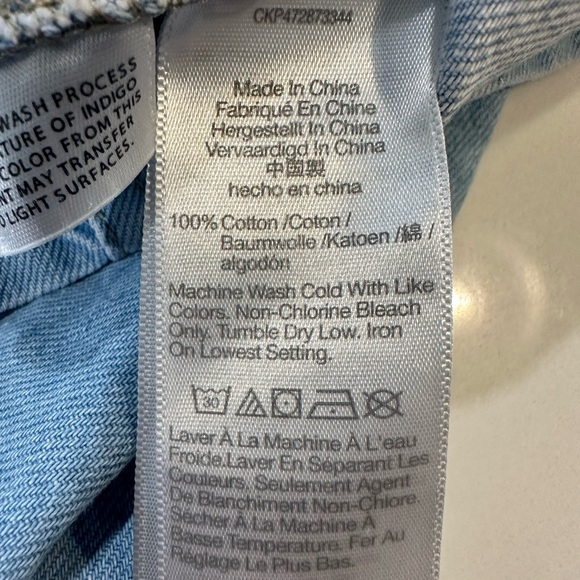 WASH PROCESS
TURE OF INDIGO
COLOR FROM THIS
NT MAY TRANSFER
O LIGHT SURFACES.
CKP472873344
Made In China
Fabriqué En Chine
Hergestellt In China
Vervaardigd In China
中国製
hecho en china
100% Cotton /Coton /
Baumwolle /Katoen /綿 /
algodón
Machine Wash Cold With Like
Colors. Non-Chlorine Bleach
Only. Tumble Dry Low. Iron
On Lowest Setting.
30
Laver À La Machine À L'eau
Froide.Laver En Separant Les
Couleurs. Seulement Agent
De Blanchiment Non-Chlore.
Sécher À La Machine À
Basse Temperature. Fer Au
Réglage Le Plus Bas.